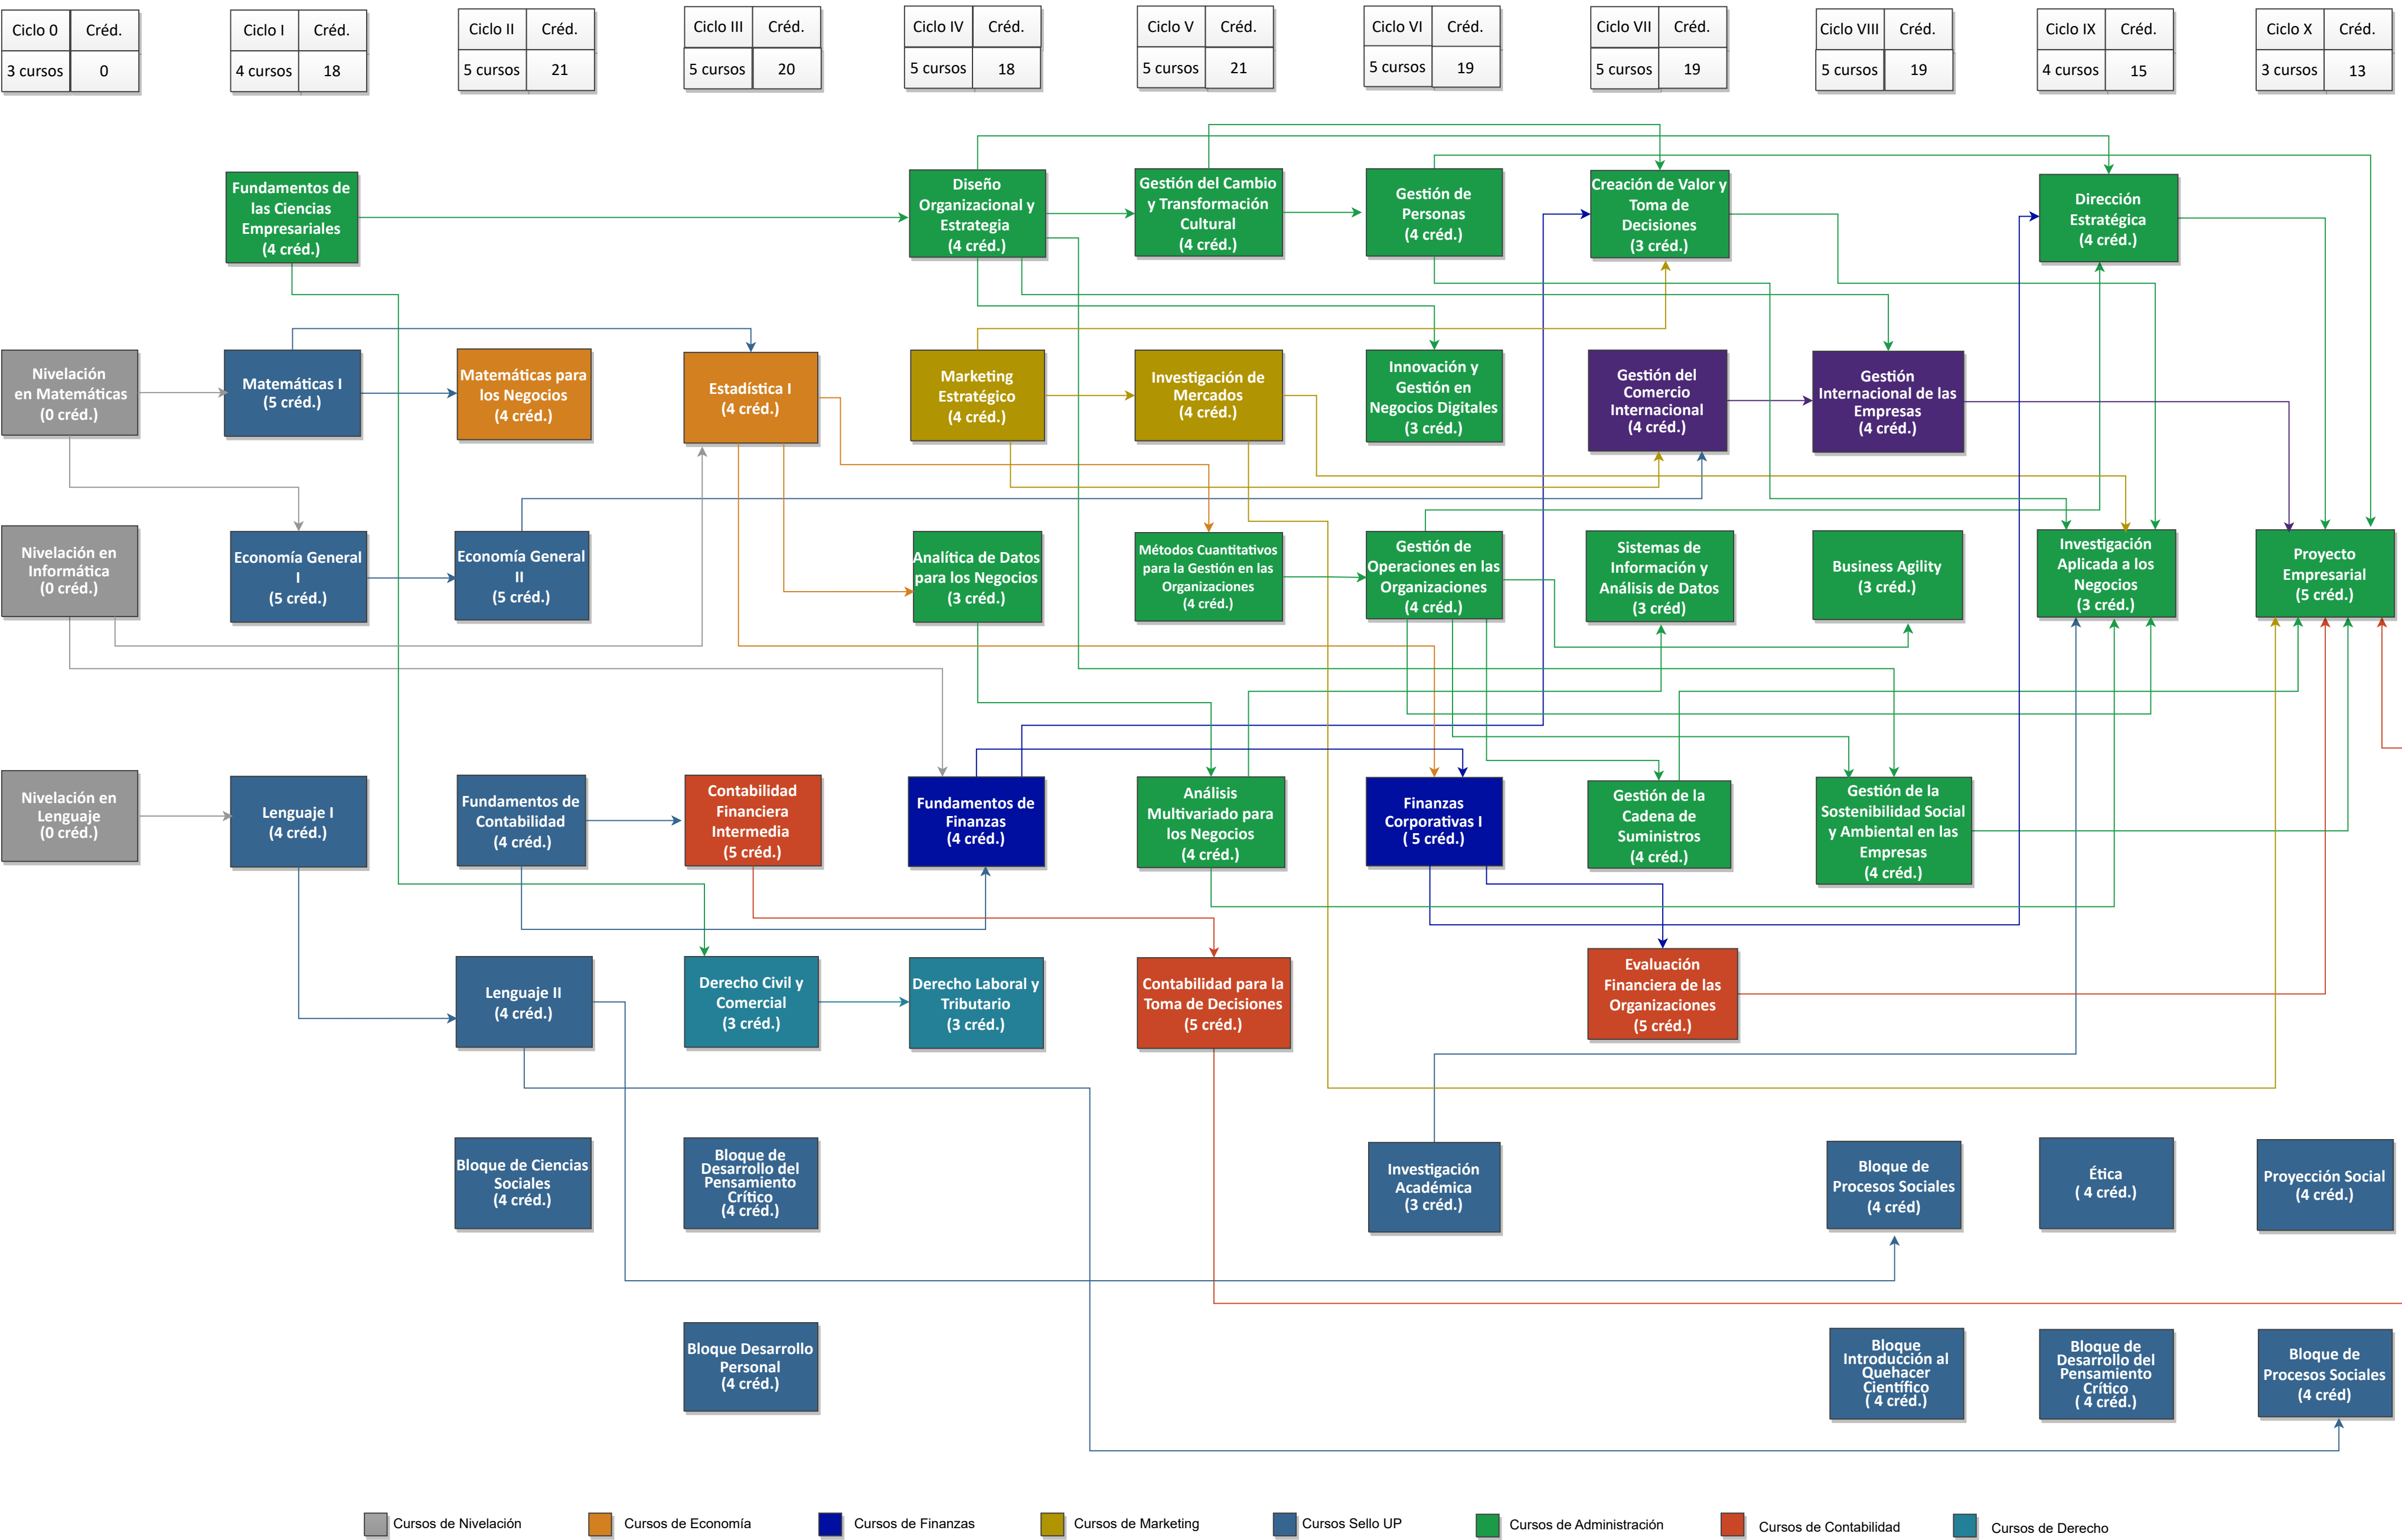 Ciclo 0 Créd.
3 cursos 0
Ciclo I Créd.
4 cursos 18
Ciclo II Créd.
5 cursos 21
Ciclo III Créd.
5 cursos 20
Ciclo IV Créd.
5 cursos 18
Ciclo V Créd.
5 cursos 21
Ciclo VI Créd.
5 cursos 19
Ciclo VII Créd.
5 cursos 19
Ciclo VIII Créd.
5 cursos 19
Ciclo IX Créd.
4 cursos 15
Ciclo X Créd.
3 cursos 13
Fundamentos de
las Ciencias
Empresariales
(4 créd.)
Diseño
Organizacional y
Estrategia
(4 créd.)
Gestión del Cambio
y Transformación
Cultural
(4 créd.)
Gestión de
Personas
(4 créd.)
Creación de Valor y
Toma de
Decisiones
(3 créd.)
Dirección
Estratégica
(4 créd.)
Nivelación
en Matemáticas
(0 créd.)
Matemáticas I
(5 créd.)
Matemáticas para
los Negocios
(4 créd.)
Estadística I
(4 créd.)
Marketing
Estratégico
(4 créd.)
Investigación de
Mercados
(4 créd.)
Innovación y
Gestión en
Negocios Digitales
(3 créd.)
Gestión del
Comercio
Internacional
(4 créd.)
Gestión
Internacional de las
Empresas
(4 créd.)
Nivelación en
Informática
(0 créd.)
Economía General
I
(5 créd.)
Economía General
II
(5 créd.)
Analítica de Datos
para los Negocios
(3 créd.)
Métodos Cuantitativos
para la Gestión en las
Organizaciones
(4 créd.)
Gestión de
Operaciones en las
Organizaciones
(4 créd.)
Sistemas de
Información y
Análisis de Datos
(3 créd)
Business Agility
(3 créd.)
Investigación
Aplicada a los
Negocios
(3 créd.)
Proyecto
Empresarial
(5 créd.)
Nivelación en
Lenguaje
(0 créd.)
Lenguaje I
(4 créd.)
Fundamentos de
Contabilidad
(4 créd.)
Contabilidad
Financiera
Intermedia
(5 créd.)
Fundamentos de
Finanzas
(4 créd.)
Análisis
Multivariado para
los Negocios
(4 créd.)
Finanzas
Corporativas I
( 5 créd.)
Gestión de la
Cadena de
Suministros
(4 créd.)
Gestión de la
Sostenibilidad Social
y Ambiental en las
Empresas
(4 créd.)
Lenguaje II
(4 créd.)
Derecho Civil y
Comercial
(3 créd.)
Derecho Laboral y
Tributario
(3 créd.)
Contabilidad para la
Toma de Decisiones
(5 créd.)
Evaluación
Financiera de las
Organizaciones
(5 créd.)
Bloque de Ciencias
Sociales
(4 créd.)
Bloque de
Desarrollo del
Pensamiento
Crítico
(4 créd.)
Investigación
Académica
(3 créd.)
Bloque de
Procesos Sociales
(4 créd)
Ética
( 4 créd.)
Proyección Social
(4 créd.)
Bloque Desarrollo
Personal
(4 créd.)
Bloque
Introducción al
Quehacer
Científico
( 4 créd.)
Bloque de
Desarrollo del
Pensamiento
Crítico
( 4 créd.)
Bloque de
Procesos Sociales
(4 créd)
Cursos de Nivelación
Cursos de Economía
Cursos de Finanzas
Cursos de Marketing
Cursos Sello UP
Cursos de Administración
Cursos de Contabilidad
Cursos de Derecho